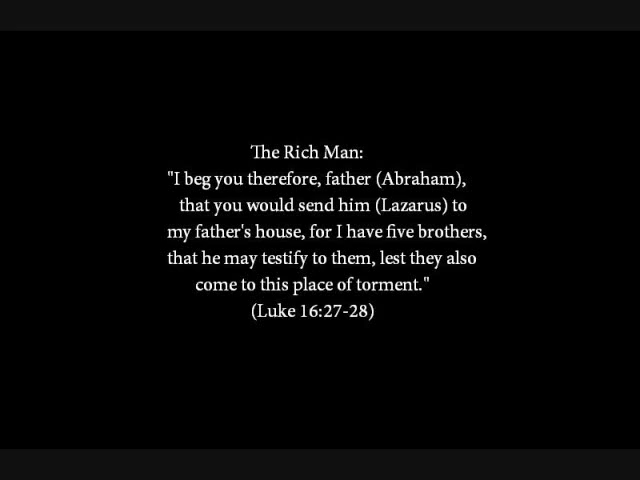 The Rich Man:
"I beg you therefore, father (Abraham),
that you would send him (Lazarus) to
my father's house, for I have five brothers,
that he may testify to them, lest they also
come to this place of torment."
(Luke 16:27-28)